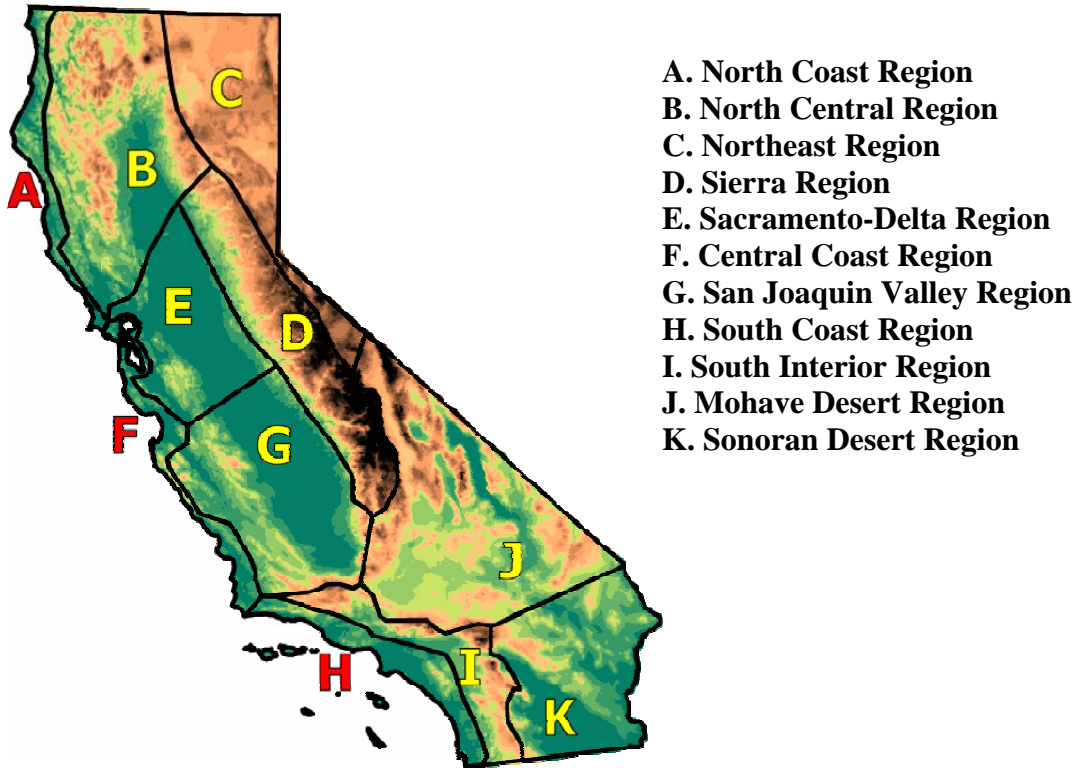 C
B
A
E
D
F
G
J
H
I
K
A. North Coast Region
B. North Central Region
C. Northeast Region
D. Sierra Region
E. Sacramento-Delta Region
F. Central Coast Region
G. San Joaquin Valley Region
H. South Coast Region
I. South Interior Region
J. Mohave Desert Region
K. Sonoran Desert Region